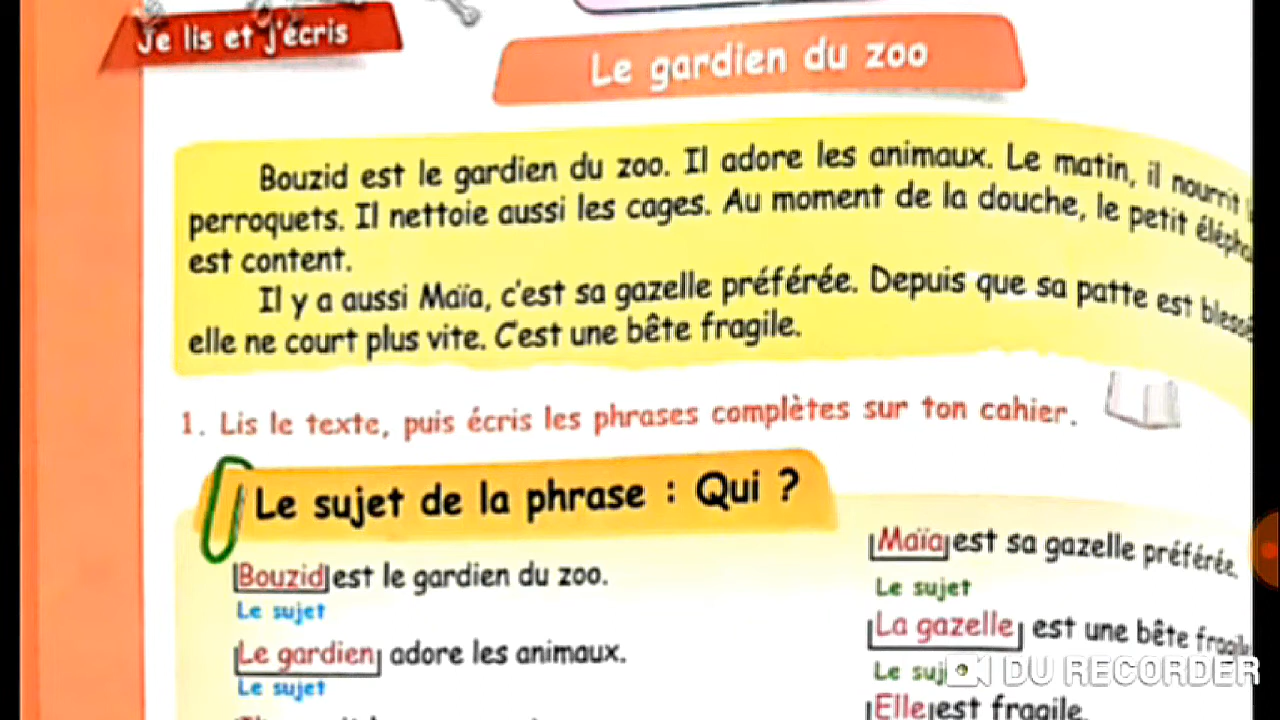 Je lis et j'écris
Le gardien du zoo
Bouzid est le gardien du zoo. Il adore les animaux. Le matin, il nourrit
perroquets. Il nettoie aussi les cages. Au moment de la douche, le petit
est content.
Il y a aussi Maïa, c'est sa gazelle préférée. Depuis que sa patte est
elle ne court plus vite. C'est une bête fragile.
1. Lis le texte, puis écris les phrases complètes sur ton cahier.
Le sujet de la phrase : Qui ?
Bouzid est le gardien du zoo.
Le sujet
Le gardien adore les animaux.
Le sujet
Maïa est sa gazelle préférée.
Le sujet
La gazelle est une bête
Le
Elle est fragile.
DU RECORDER